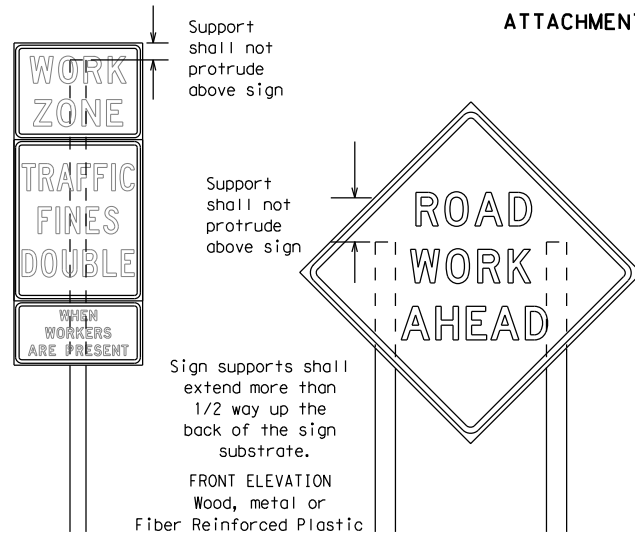 ATTACHMENT
Support
shall not
protrude
above sign
WORK
ZONE
TRAFFIC
FINES
DOUBLE
WHEN
WORKERS
ARE PRESENT
Support
shall not
protrude
above sign
ROAD
WORK
AHEAD
Sign supports shall
extend more than
1/2 way up the
back of the sign
substrate.
FRONT ELEVATION
Wood, metal or
Fiber Reinforced Plastic